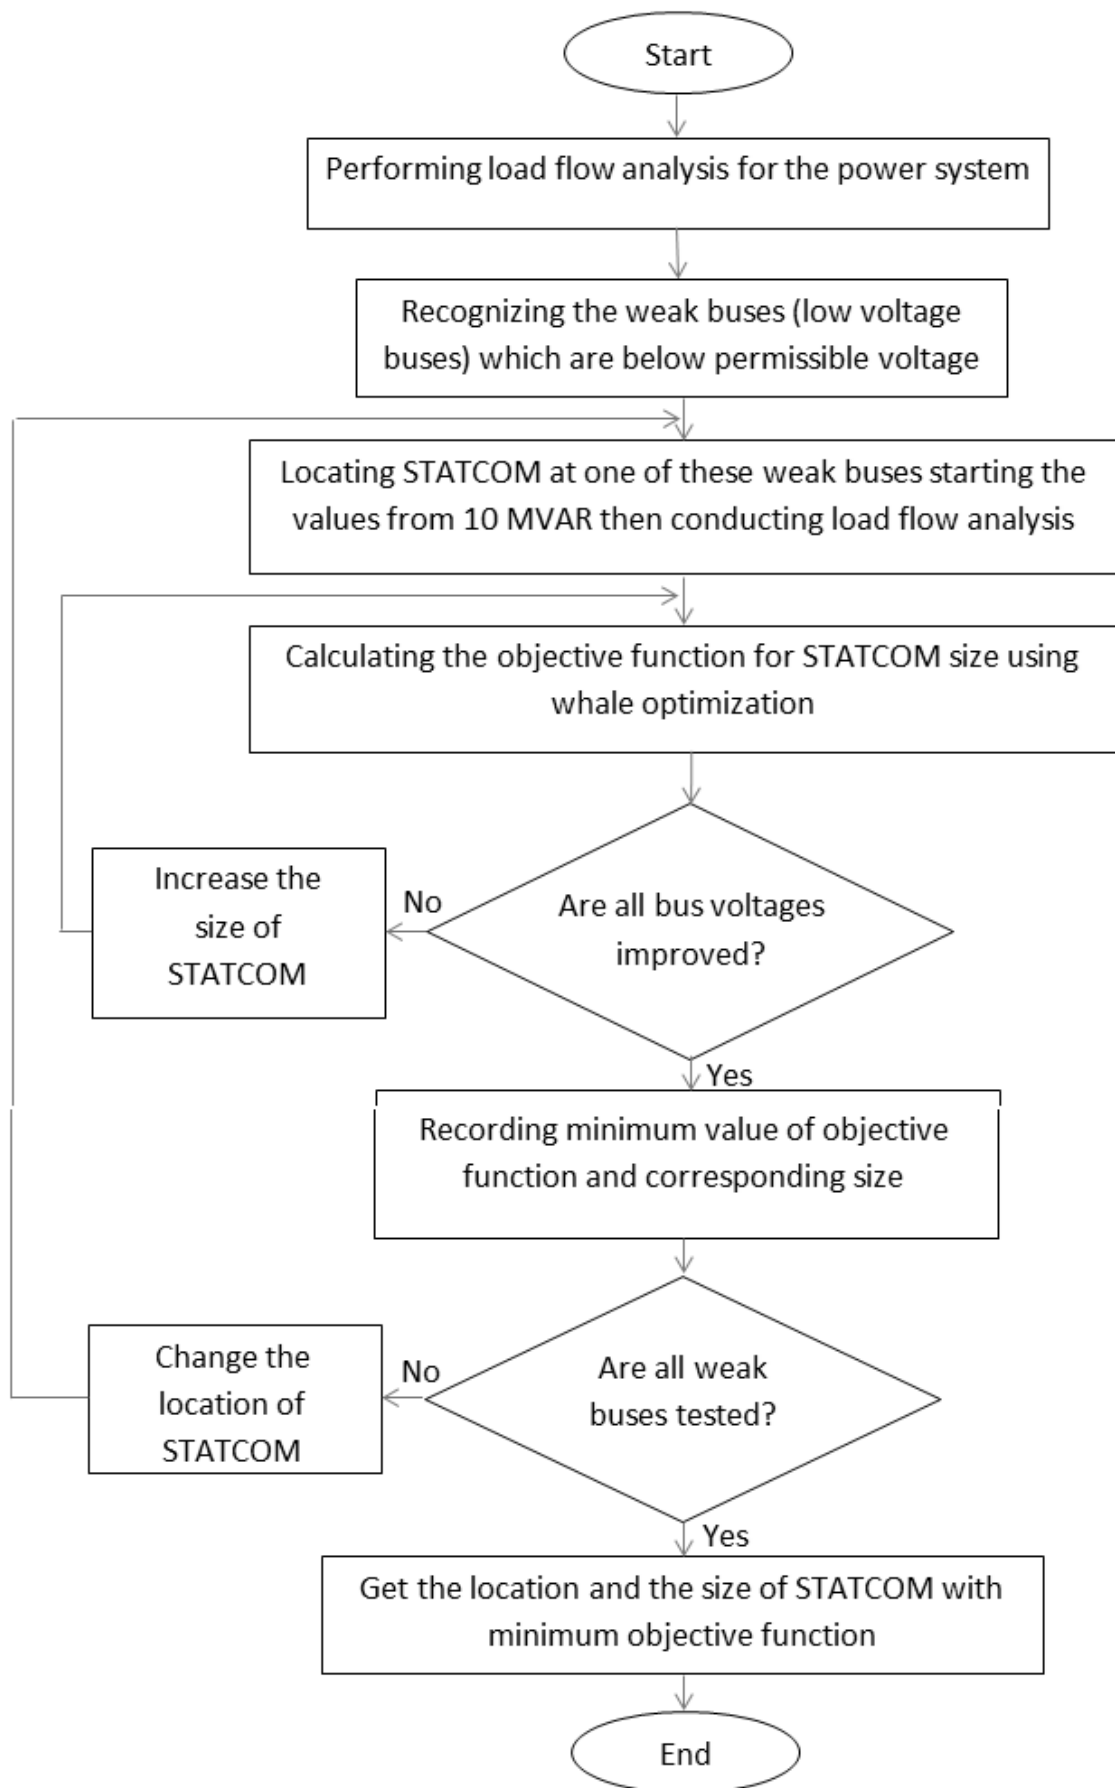 Start
Performing load flow analysis for the power system
Recognizing the weak buses (low voltage
buses) which are below permissible voltage
Locating STATCOM at one of these weak buses starting the
values from 10 MVAR then conducting load flow analysis
Calculating the objective function for STATCOM size using
whale optimization
Are all bus voltages
improved?
No
Increase the
size of
STATCOM
Yes
Recording minimum value of objective
function and corresponding size
Are all weak
buses tested?
No
Change the
location of
STATCOM
Yes
Get the location and the size of STATCOM with
minimum objective function
End